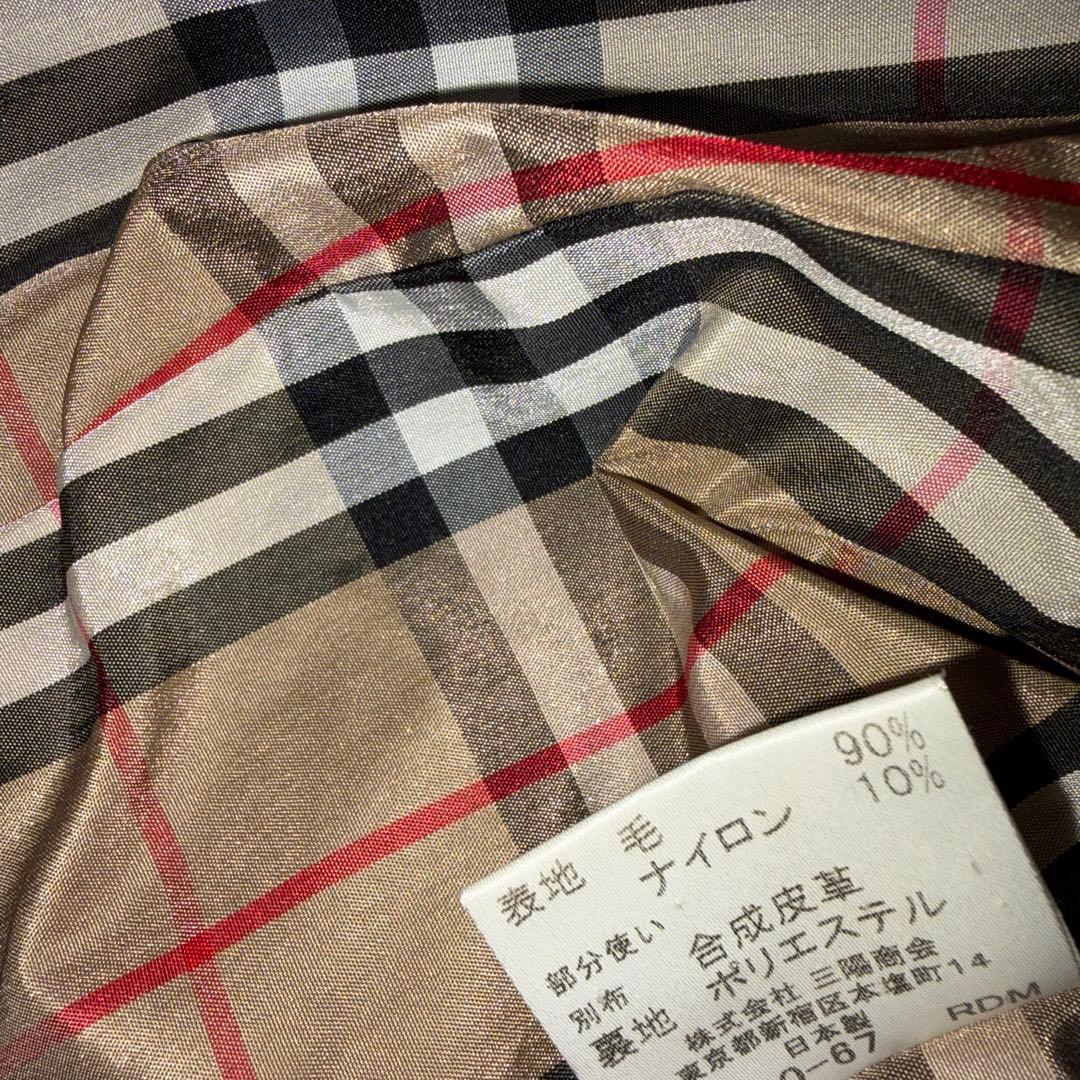 表地 毛 90%
ナイロン 10%
部分使い
別布 合成皮革
裏地 ポリエステル
株式会社 三陽商会
東京都新宿区本塩町14
日本製 RDM
0-67